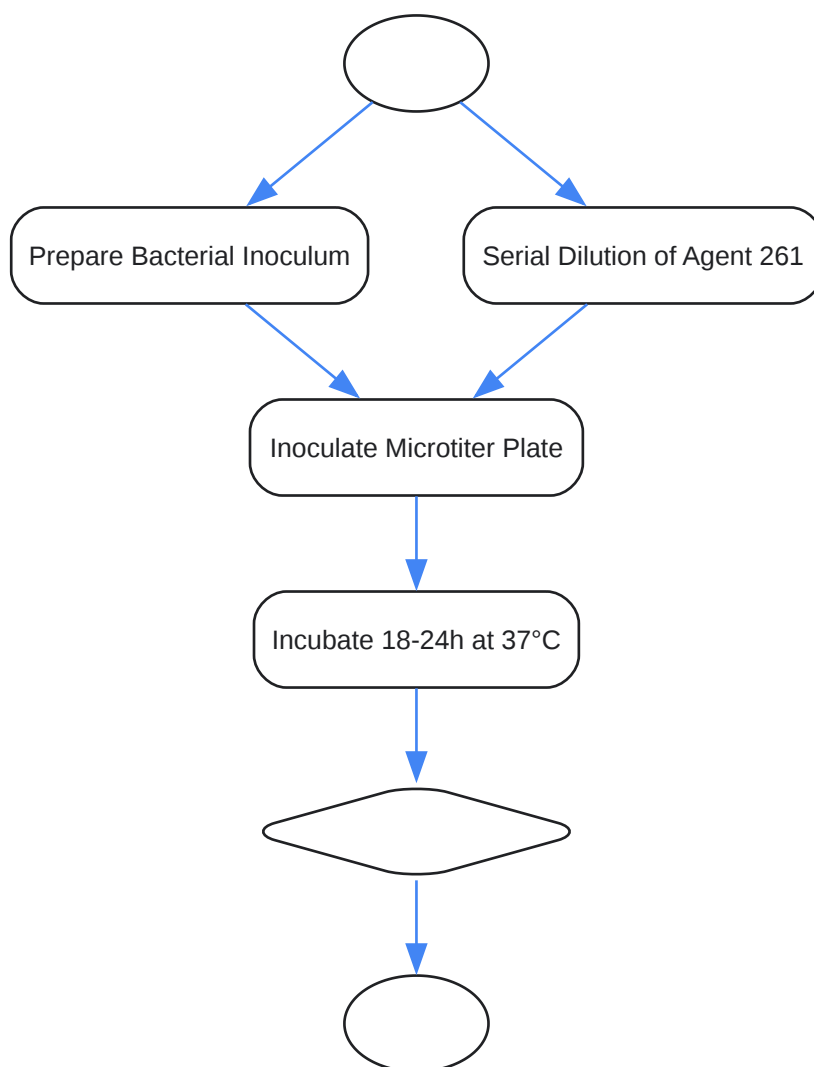 Prepare Bacterial Inoculum
Serial Dilution of Agent 261
Inoculate Microtiter Plate
Incubate 18-24h at 37°C